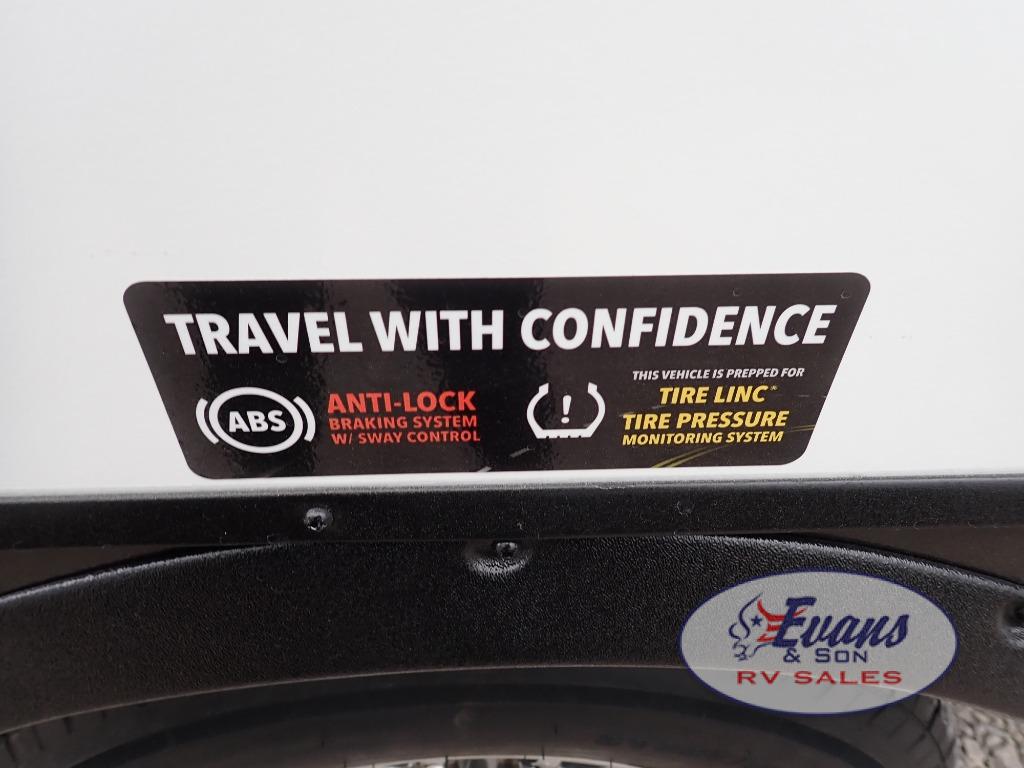 TRAVEL WITH CONFIDENCE
ABS
ANTI-LOCK
BRAKING SYSTEM
W/ SWAY CONTROL
!
THIS VEHICLE IS PREPPED FOR
TIRE LINC*
TIRE PRESSURE
MONITORING SYSTEM
Evans
& SON
RV SALES